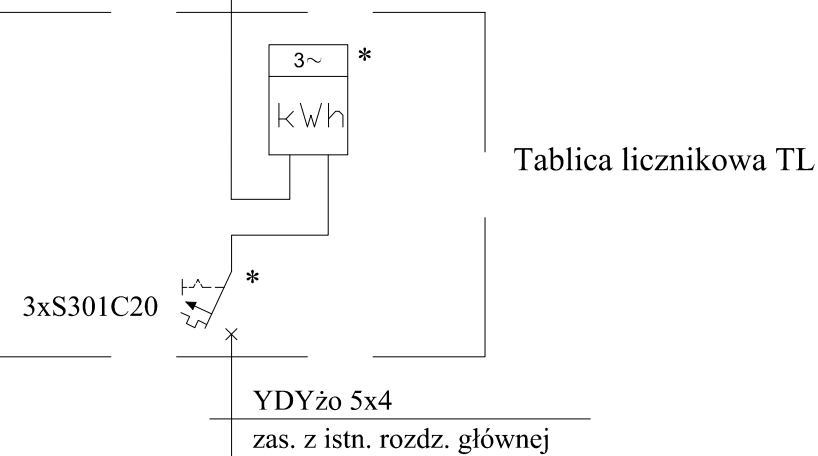 3~ *
kWh
Tablica licznikowa TL
*
3xS301C20
YDYżo 5x4
zas. z istn. rozdz. głównej